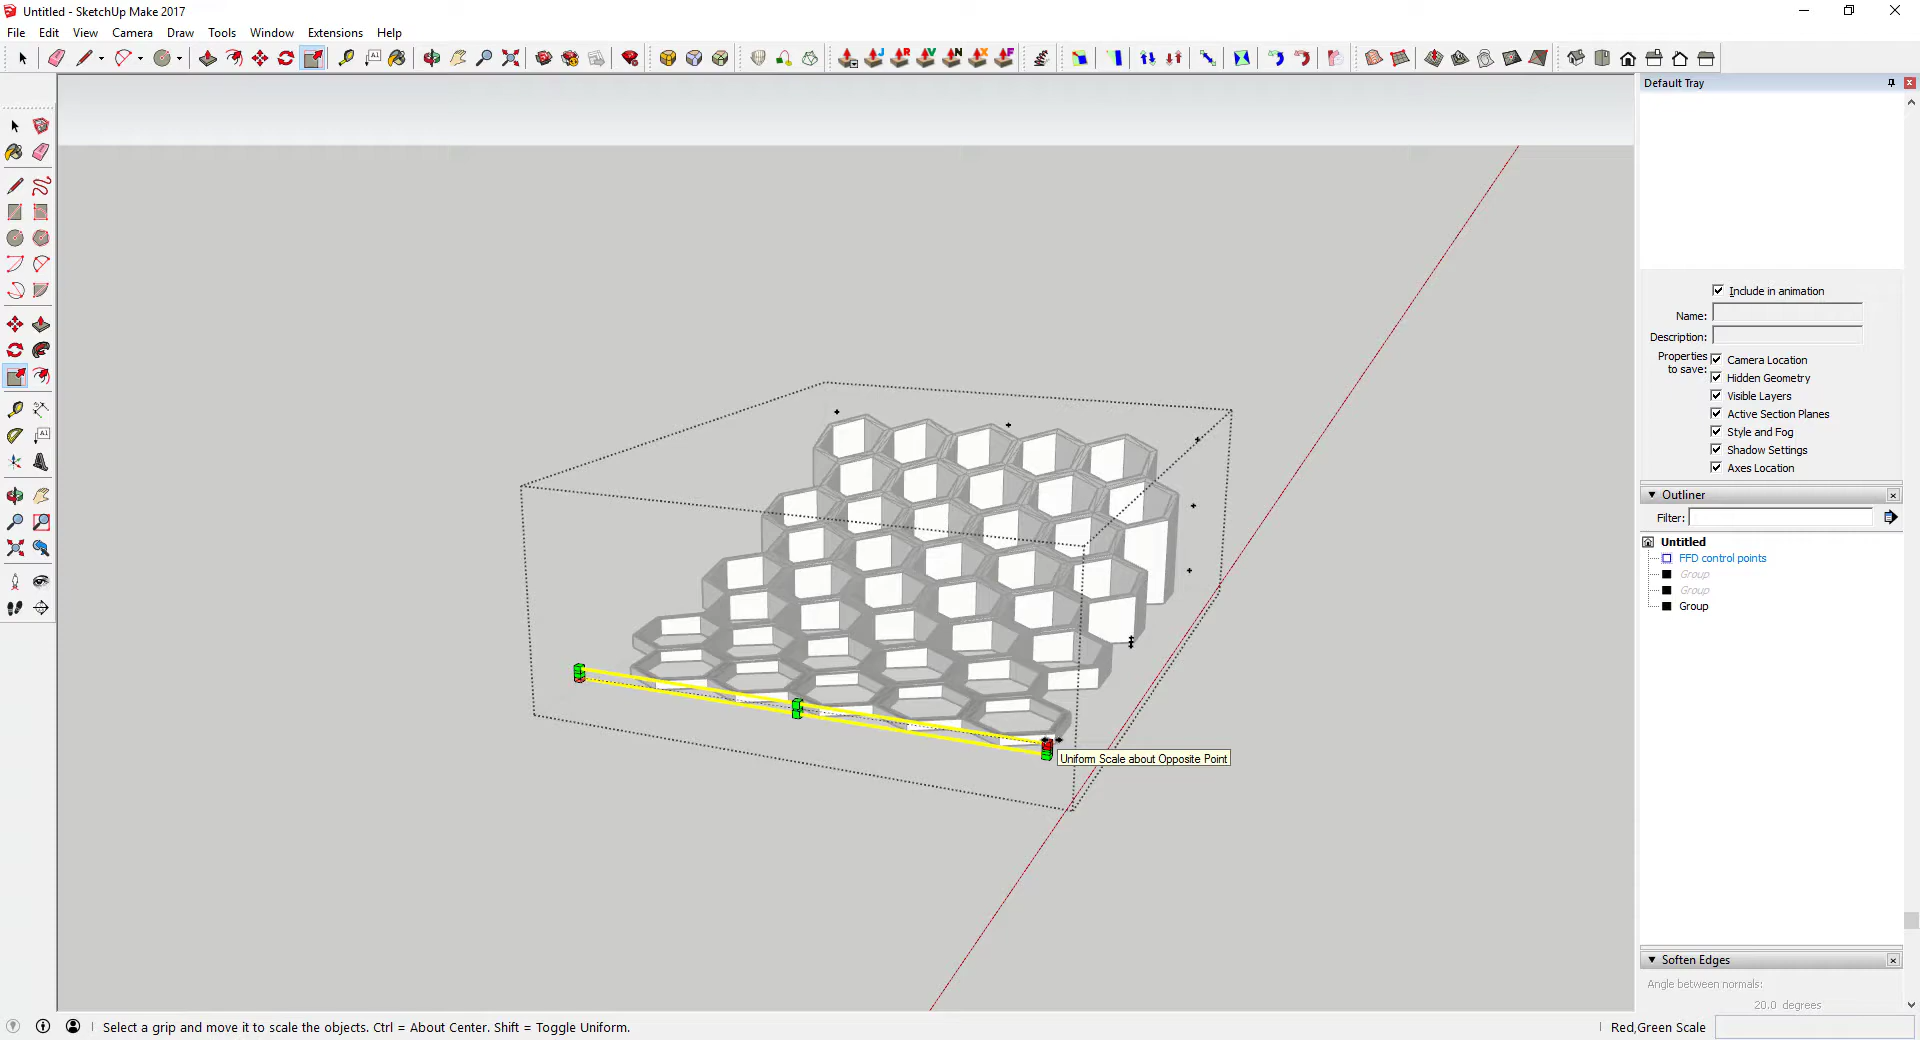 Untitled - SketchUp Make 2017
File Edit View Camera Draw Tools Window Extensions Help
J R V N X F
Default Tray
Include in animation
Name:
Description:
Properties to save:
Camera Location
Hidden Geometry
Visible Layers
Active Section Planes
Style and Fog
Shadow Settings
Axes Location
Outliner
Filter:
Untitled
FFD control points
Group
Group
Group
Uniform Scale about Opposite Point
Soften Edges
Angle between normals:
20.0 degrees
Select a grip and move it to scale the objects. Ctrl = About Center. Shift = Toggle Uniform.
Red,Green Scale